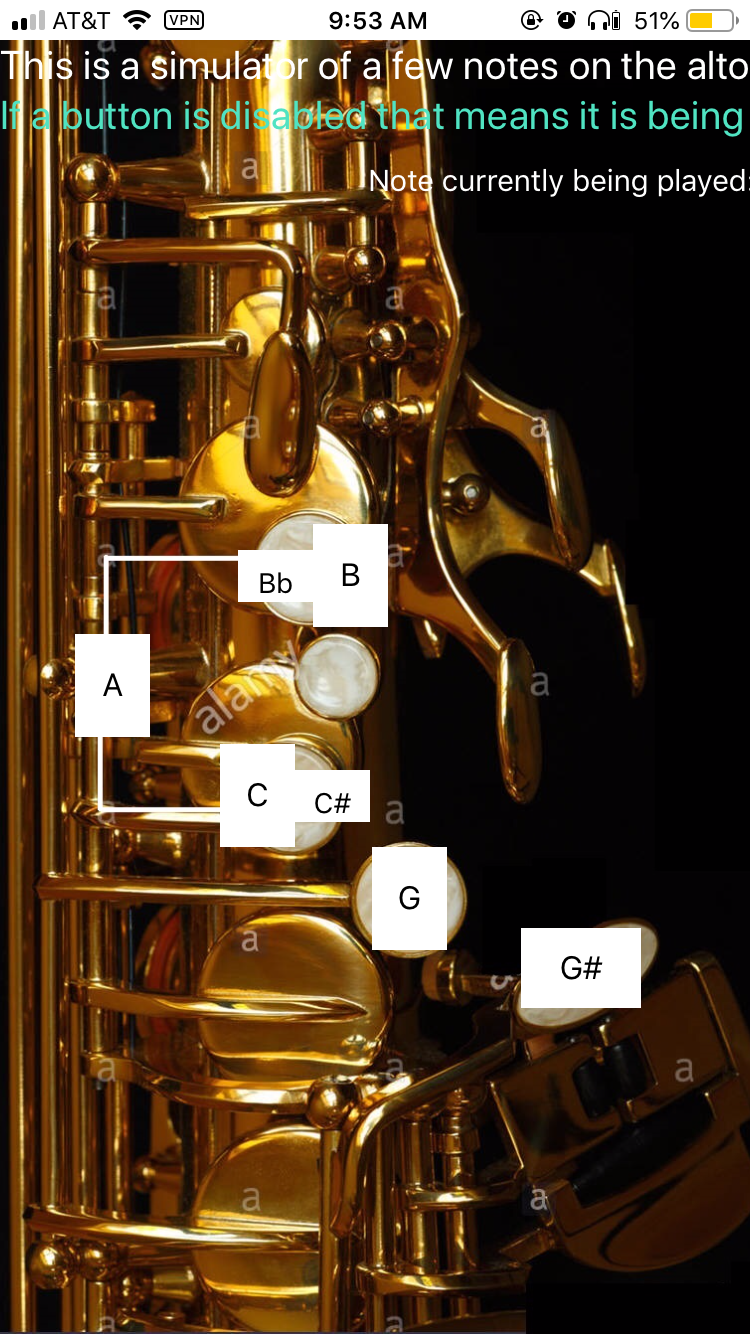 AT&T VPN 9:53 AM 51%
This is a simulator of a few notes on the alto
If a button is disabled that means it is being
Note currently being played:
Bb B
A
alamy
C C#
G
G#